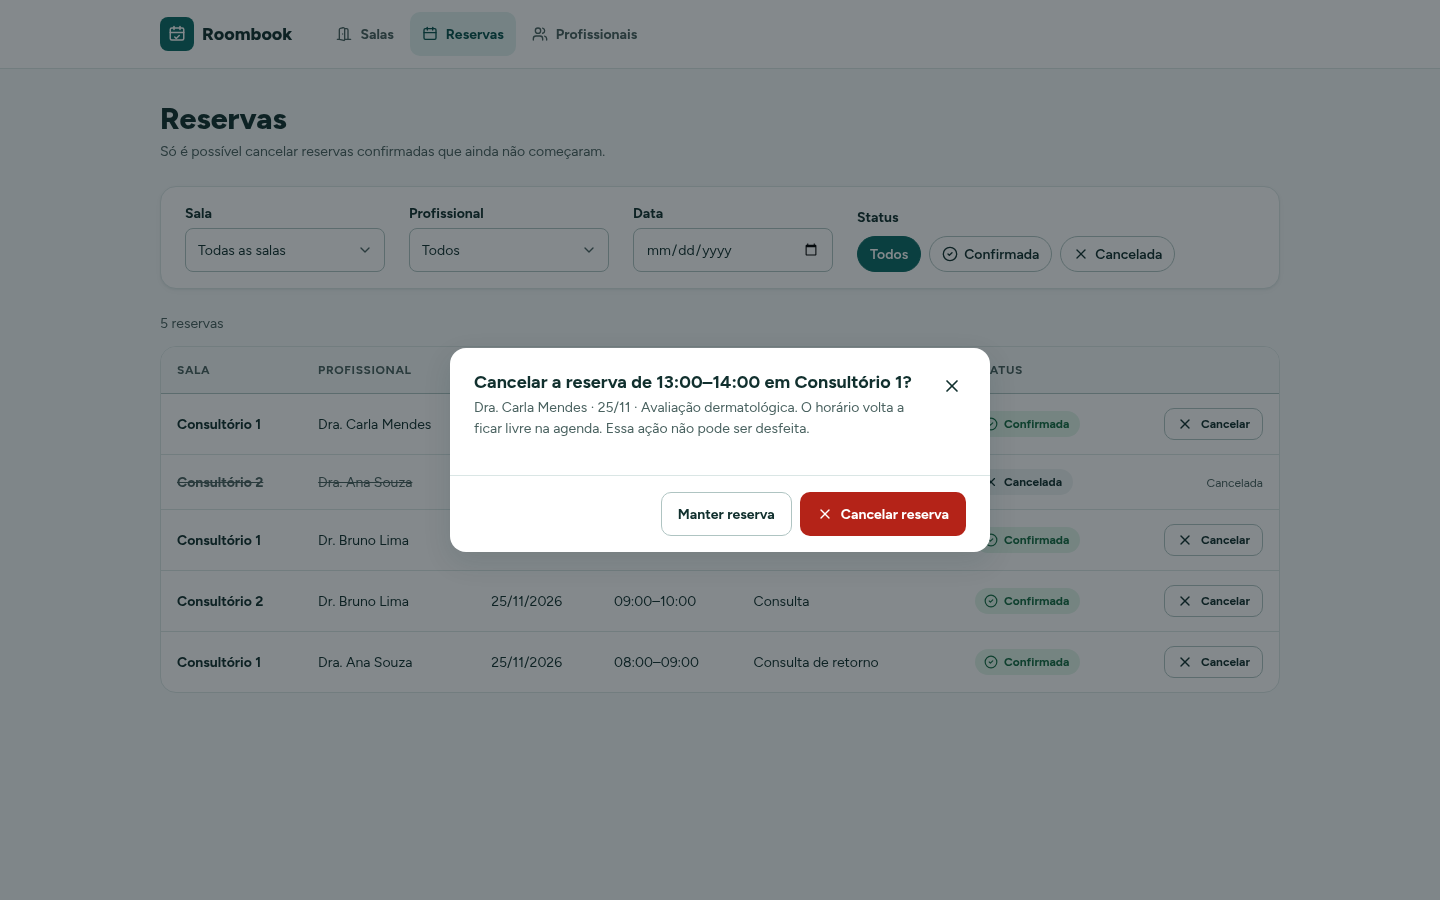 Roombook
Salas
Reservas
Profissionais
Reservas
Só é possível cancelar reservas confirmadas que ainda não começaram.
Sala
Profissional
Data
Status
Todas as salas
Todos
mm/dd/yyyy
Todos
Confirmada
Cancelada
5 reservas
SALA
PROFISSIONAL
Cancelar a reserva de 13:00–14:00 em Consultório 1?
Dra. Carla Mendes · 25/11 · Avaliação dermatológica. O horário volta a
ficar livre na agenda. Essa ação não pode ser desfeita.
Manter reserva
Cancelar reserva
Consultório 1
Dra. Carla Mendes
Confirmada
Cancelar
Consultório 2
Dra. Ana Souza
Cancelada
Cancelada
Consultório 1
Dr. Bruno Lima
Confirmada
Cancelar
Consultório 2
Dr. Bruno Lima
25/11/2026
09:00–10:00
Consulta
Confirmada
Cancelar
Consultório 1
Dra. Ana Souza
25/11/2026
08:00–09:00
Consulta de retorno
Confirmada
Cancelar